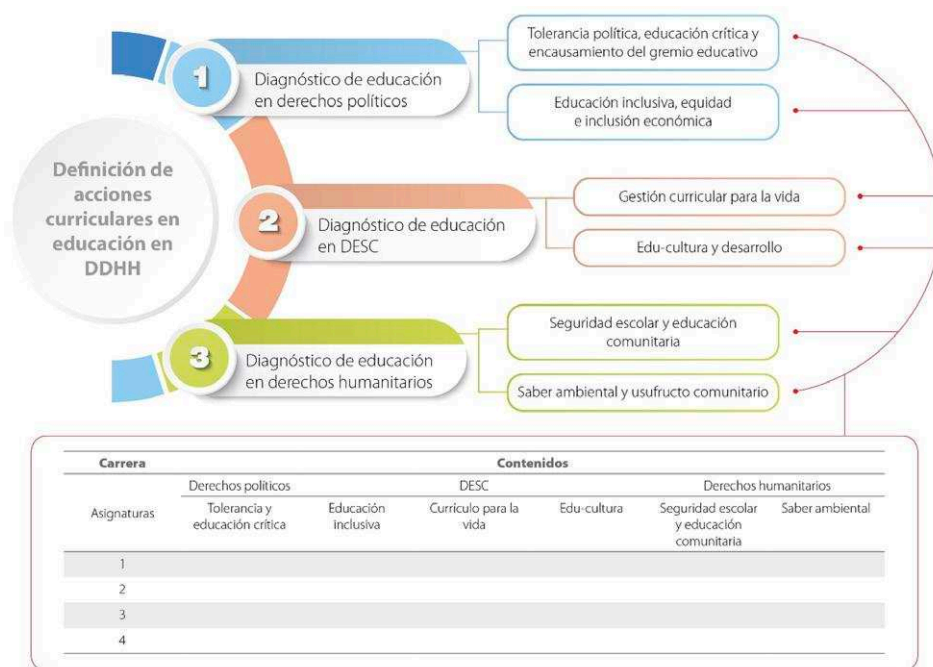 Definición de
acciones
curriculares en
educación en
DDHH
1
Diagnóstico de educación
en derechos políticos
Tolerancia política, educación crítica y
encausamiento del gremio educativo
Educación inclusiva, equidad
e inclusión económica
2
Diagnóstico de educación
en DESC
Gestión curricular para la vida
Edu-cultura y desarrollo
3
Diagnóstico de educación
en derechos humanitarios
Seguridad escolar y educación
comunitaria
Saber ambiental y usufructo comunitario
Carrera Contenidos
Derechos políticos DESC Derechos humanitarios
Asignaturas
Tolerancia y
educación crítica
Educación
inclusiva
Currículo para la
vida
Edu-cultura
Seguridad escolar
y educación
comunitaria
Saber ambiental
1
2
3
4